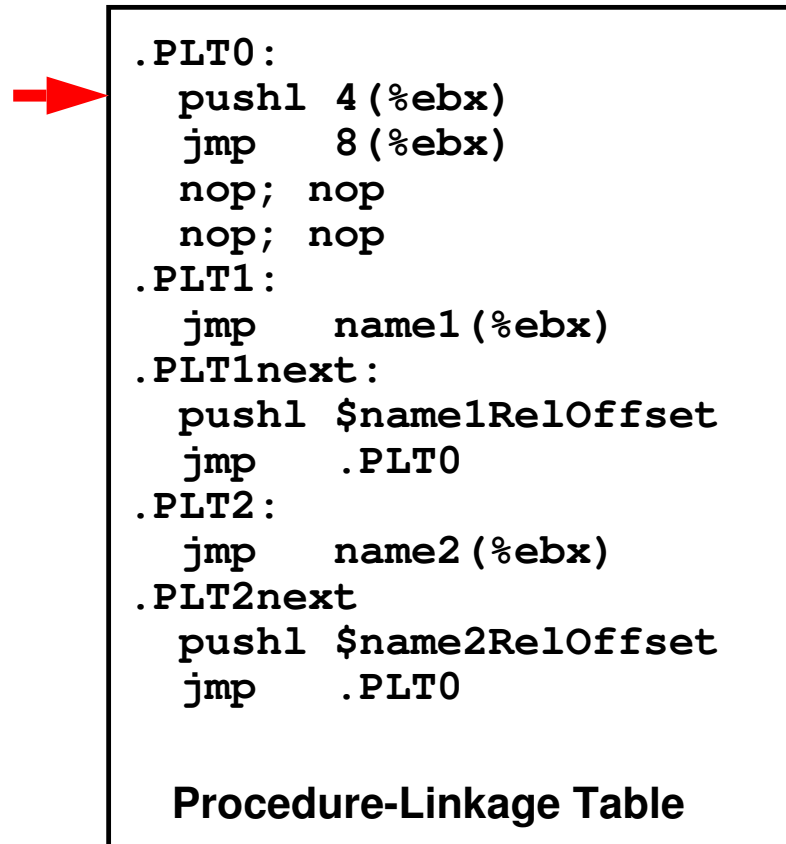 .PLT0:
pushl 4(%ebx)
jmp 8(%ebx)
nop; nop
nop; nop
.PLT1:
jmp name1(%ebx)
.PLT1next:
pushl $name1RelOffset
jmp .PLT0
.PLT2:
jmp name2(%ebx)
.PLT2next
pushl $name2RelOffset
jmp .PLT0
Procedure-Linkage Table